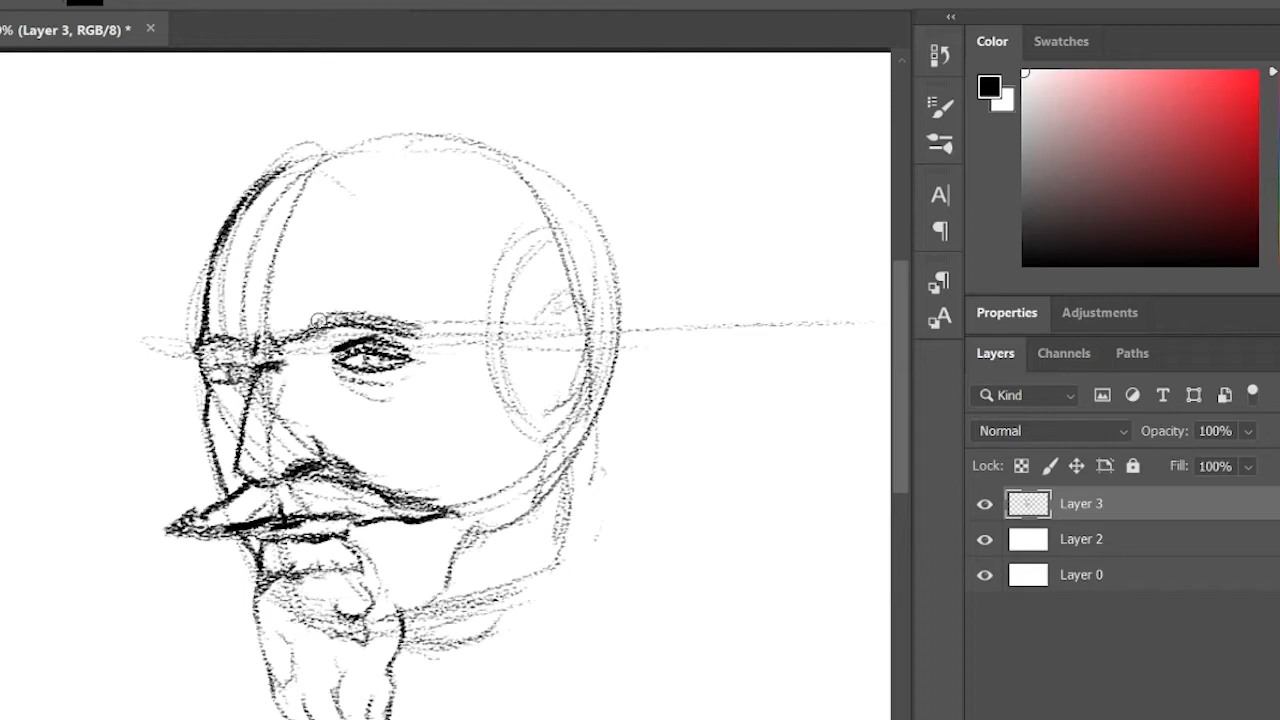 0% (Layer 3, RGB/8) *
Color Swatches
Properties Adjustments
Layers Channels Paths
Kind
Normal Opacity: 100%
Lock: Fill: 100%
Layer 3
Layer 2
Layer 0